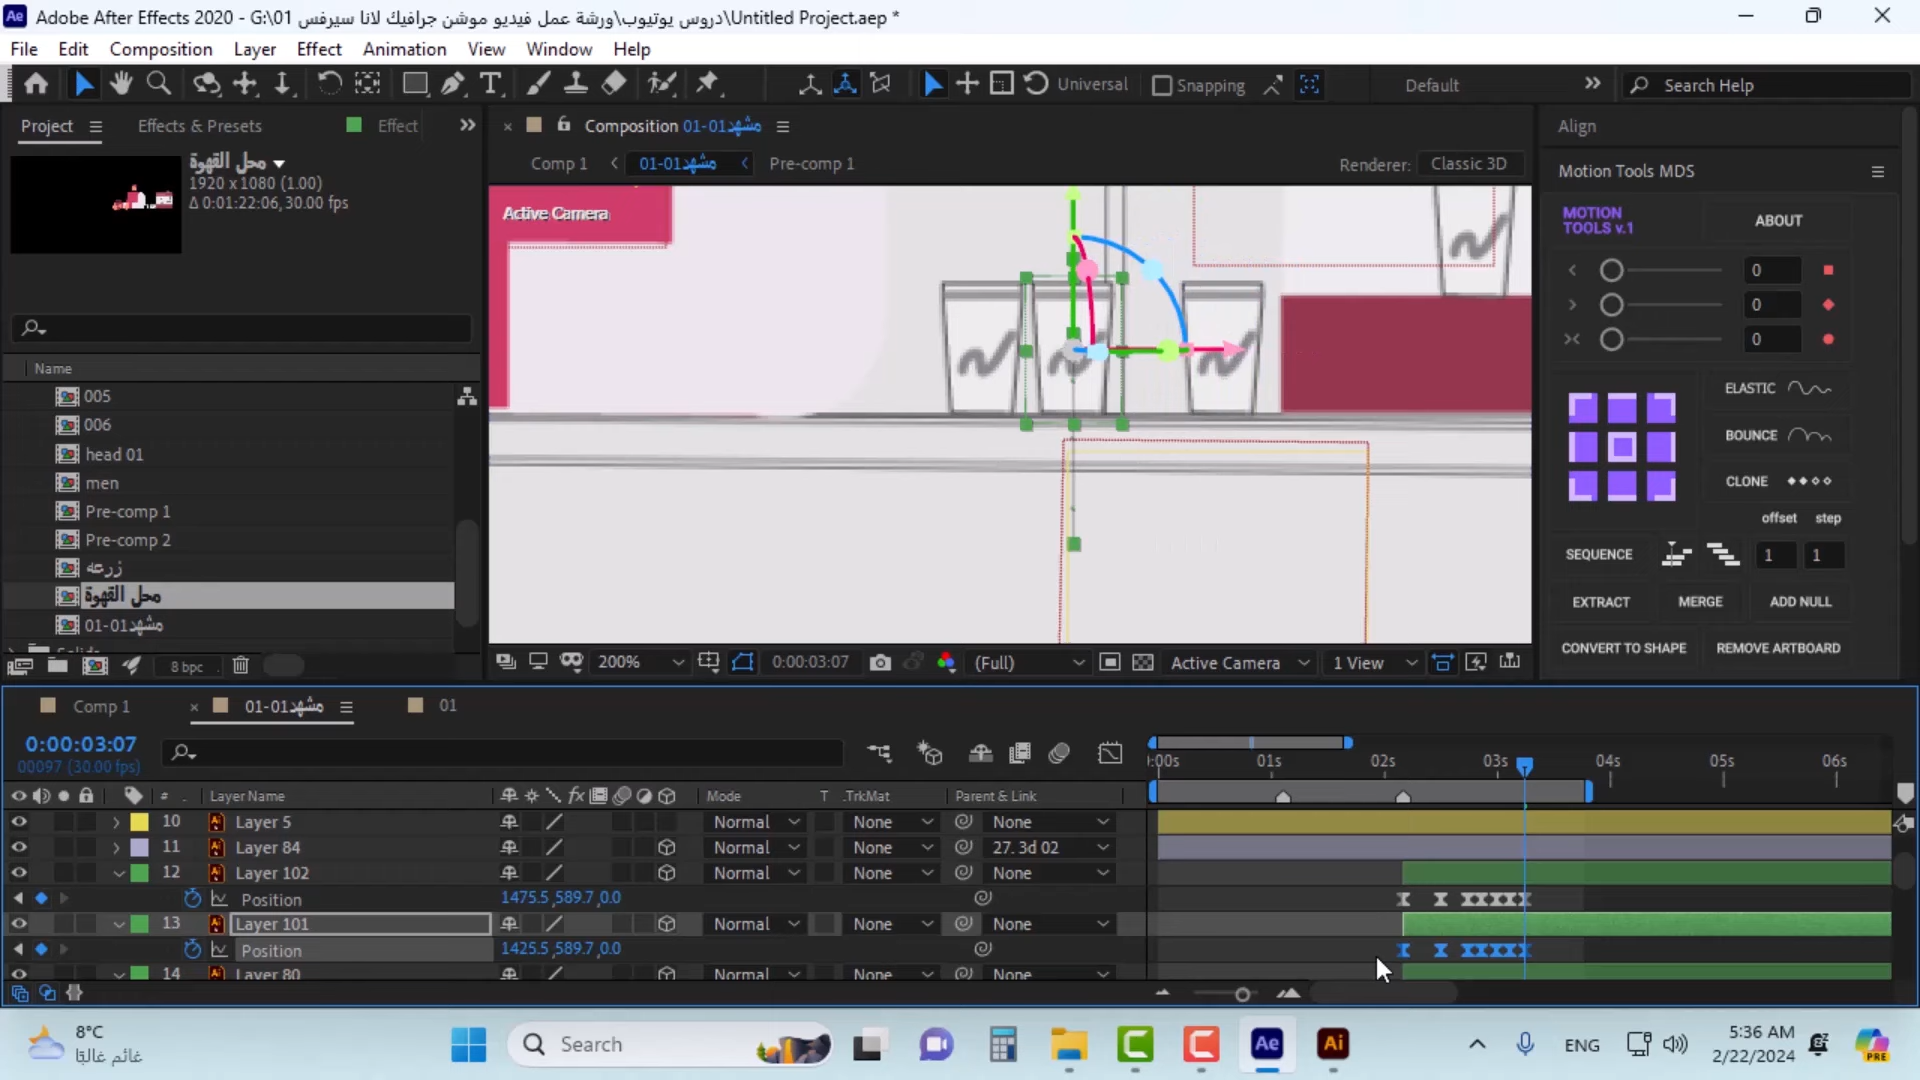 Adobe After Effects 2020 - G:\01 دروس يوتيوب\ورشة عمل فيديو موشن جرافيك لانا سيرفس\Untitled Project.aep *
File Edit Composition Layer Effect Animation View Window Help
Universal Snapping Default Search Help
Project Effects & Presets Effect
محل القهوة
1920 x 1080 (1.00)
Δ 0:01:22:06, 30.00 fps
Name
005
006
head 01
men
Pre-comp 1
Pre-comp 2
زرعه
محل القهوة
مشهد01-01
8 bpc
Composition مشهد01-01
Comp 1 مشهد01-01 Pre-comp 1
Renderer: Classic 3D
Active Camera
200% 0:00:03:07 (Full) Active Camera 1 View
Align
Motion Tools MDS
MOTION TOOLS v.1 ABOUT
0
0
0
ELASTIC
BOUNCE
CLONE
offset step
SEQUENCE 1 1
EXTRACT MERGE ADD NULL
CONVERT TO SHAPE REMOVE ARTBOARD
Comp 1 مشهد01-01 01
0:00:03:07
00097 (30.00 fps)
:00s 01s 02s 03s 04s 05s 06s
# Layer Name Mode T .TrkMat Parent & Link
10 Layer 5 Normal None None
11 Layer 84 Normal None 27. 3d 02
12 Layer 102 Normal None None
Position 1475.5,589.7,0.0
13 Layer 101 Normal None None
Position 1425.5,589.7,0.0
14 Layer 80 Normal None None
8°C
غائم غالبًا
Search
ENG
5:36 AM
2/22/2024
PRE